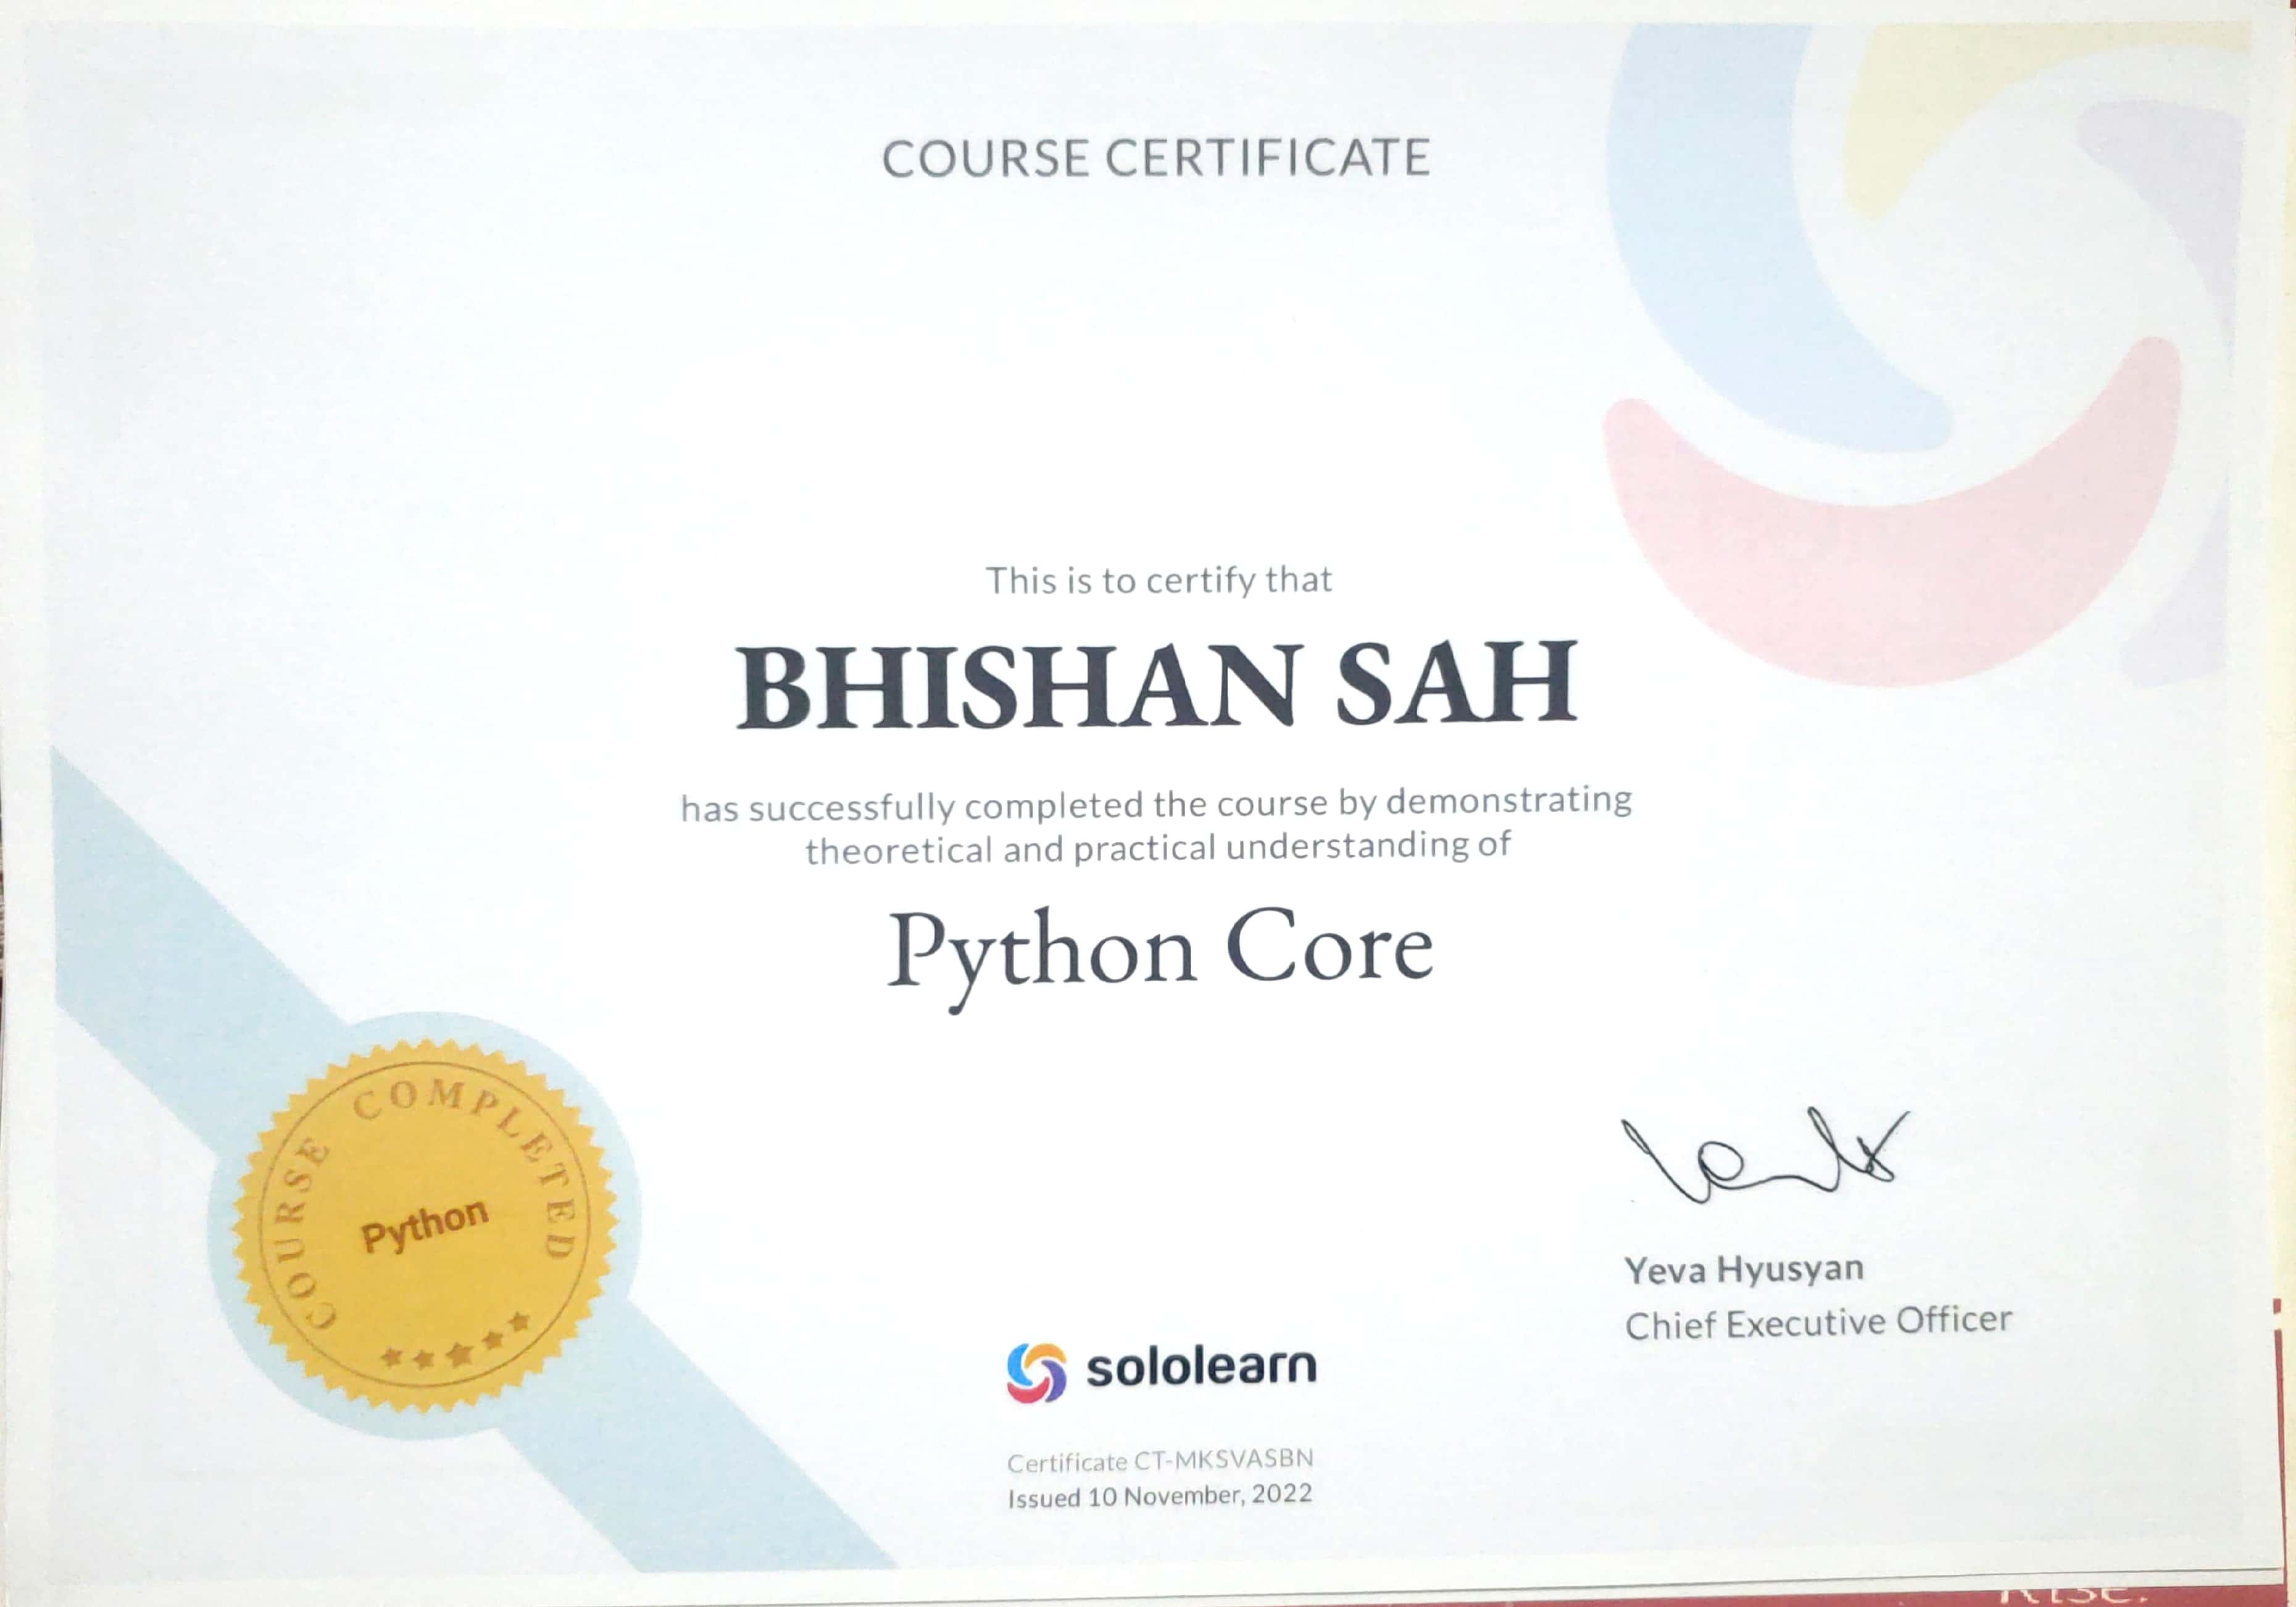 COURSE CERTIFICATE
This is to certify that
BHISHAN SAH
has successfully completed the course by demonstrating
theoretical and practical understanding of
Python Core
COURSE COMPLETED
Python
Yeva Hyusyan
Chief Executive Officer
sololearn
Certificate CT-MKSVASBN
Issued 10 November, 2022